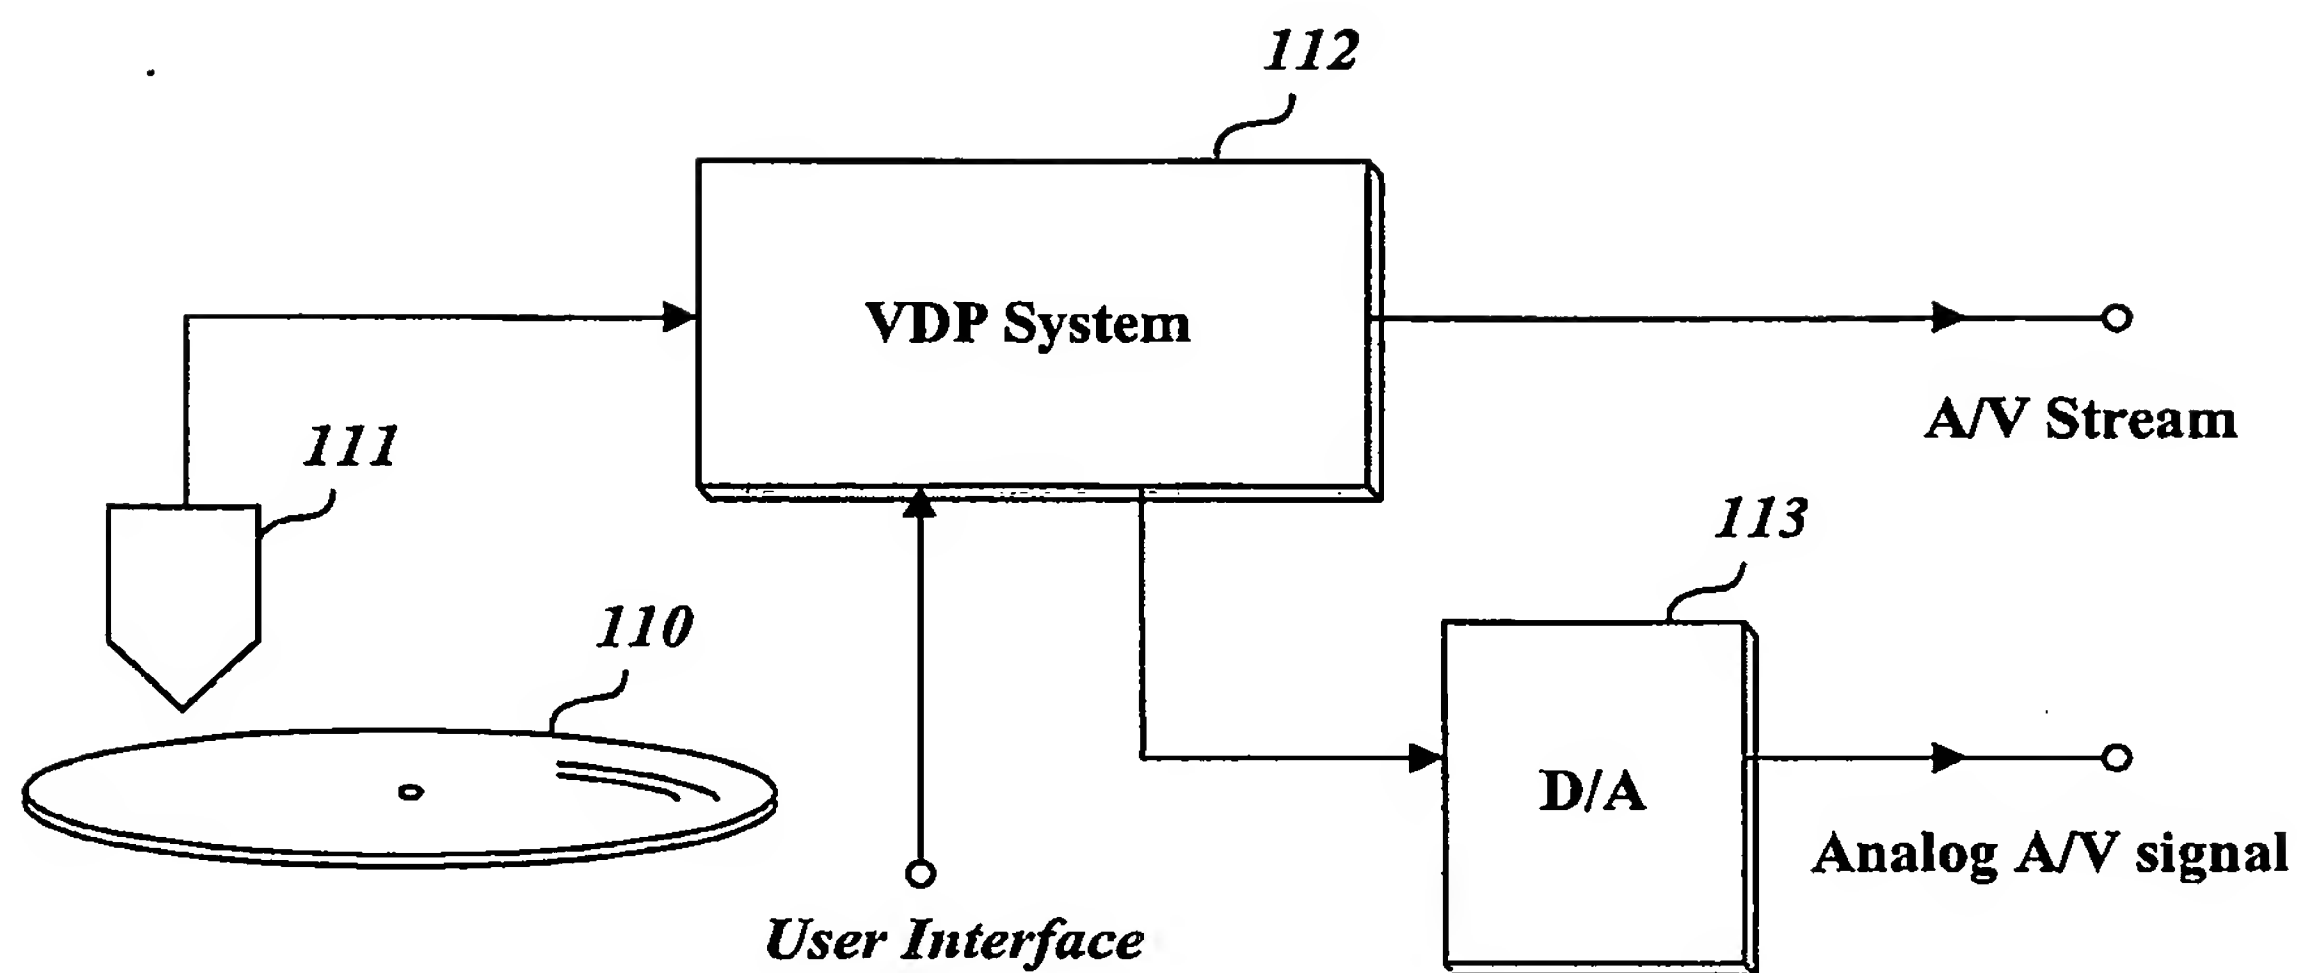 112
VDP System
A/V Stream
111
113
110
D/A
Analog A/V signal
User Interface